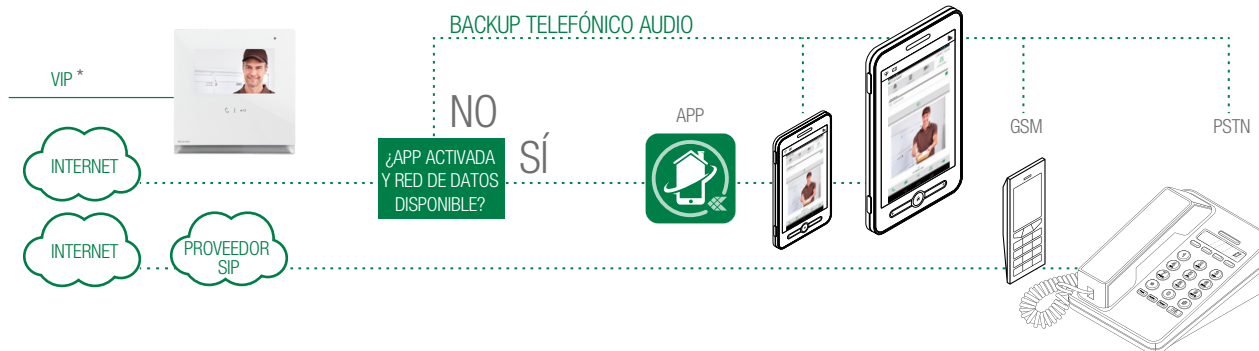 BACKUP TELEFÓNICO AUDIO
VIP *
NO
SÍ
APP
GSM
PSTN
INTERNET
¿APP ACTIVADA
Y RED DE DATOS
DISPONIBLE?
INTERNET
PROVEEDOR
SIP